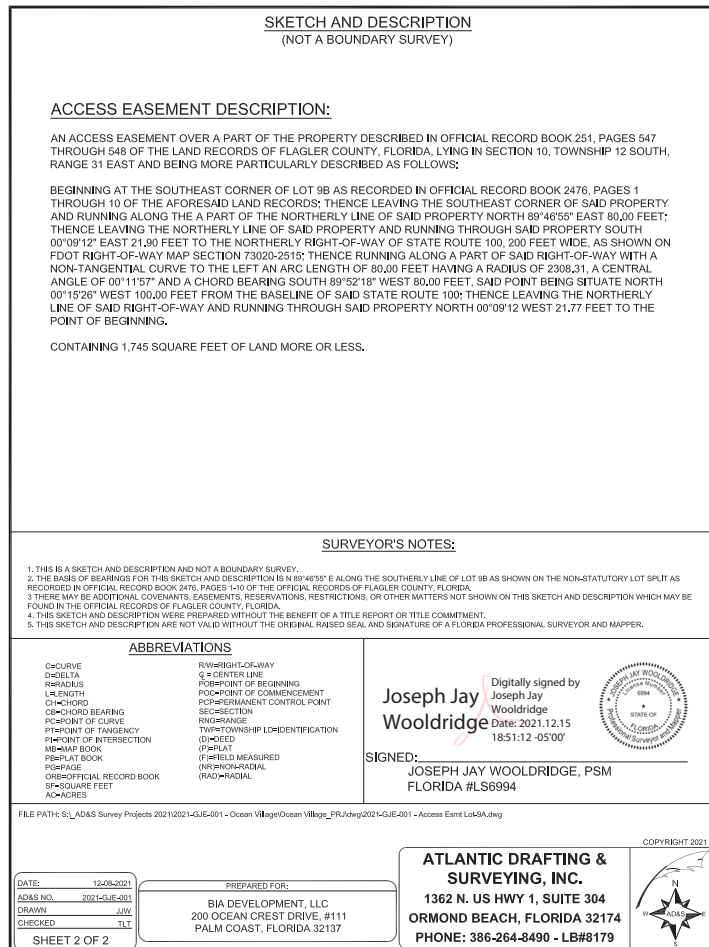 SKETCH AND DESCRIPTION
(NOT A BOUNDARY SURVEY)
ACCESS EASEMENT DESCRIPTION:
AN ACCESS EASEMENT OVER A PART OF THE PROPERTY DESCRIBED IN OFFICIAL RECORD BOOK 251, PAGES 547
THROUGH 548 OF THE LAND RECORDS OF FLAGLER COUNTY, FLORIDA, LYING IN SECTION 10, TOWNSHIP 12 SOUTH,
RANGE 31 EAST AND BEING MORE PARTICULARLY DESCRIBED AS FOLLOWS:
BEGINNING AT THE SOUTHEAST CORNER OF LOT 9B AS RECORDED IN OFFICIAL RECORD BOOK 2476, PAGES 1
THROUGH 10 OF THE AFORESAID LAND RECORDS; THENCE LEAVING THE SOUTHEAST CORNER OF SAID PROPERTY
AND RUNNING ALONG THE A PART OF THE NORTHERLY LINE OF SAID PROPERTY NORTH 89°46'55" EAST 80.00 FEET;
THENCE LEAVING THE NORTHERLY LINE OF SAID PROPERTY AND RUNNING THROUGH SAID PROPERTY SOUTH
00°09'12" EAST 21.90 FEET TO THE NORTHERLY RIGHT-OF-WAY OF STATE ROUTE 100, 200 FEET WIDE, AS SHOWN ON
FDOT RIGHT-OF-WAY MAP SECTION 73020-2515; THENCE RUNNING ALONG A PART OF SAID RIGHT-OF-WAY WITH A
NON-TANGENTIAL CURVE TO THE LEFT AN ARC LENGTH OF 80.00 FEET HAVING A RADIUS OF 2308.31, A CENTRAL
ANGLE OF 00°11'57" AND A CHORD BEARING SOUTH 89°52'18" WEST 80.00 FEET, SAID POINT BEING SITUATE NORTH
00°15'26" WEST 100.00 FEET FROM THE BASELINE OF SAID STATE ROUTE 100; THENCE LEAVING THE NORTHERLY
LINE OF SAID RIGHT-OF-WAY AND RUNNING THROUGH SAID PROPERTY NORTH 00°09'12 WEST 21.77 FEET TO THE
POINT OF BEGINNING.
CONTAINING 1,745 SQUARE FEET OF LAND MORE OR LESS.
SURVEYOR'S NOTES:
1. THIS IS A SKETCH AND DESCRIPTION AND NOT A BOUNDARY SURVEY.
2. THE BASIS OF BEARINGS FOR THIS SKETCH AND DESCRIPTION IS N 89°46'55" E ALONG THE SOUTHERLY LINE OF LOT 9B AS SHOWN ON THE NON-STATUTORY LOT SPLIT AS
RECORDED IN OFFICIAL RECORD BOOK 2476, PAGES 1-10 OF THE OFFICIAL RECORDS OF FLAGLER COUNTY, FLORIDA.
3 THERE MAY BE ADDITIONAL COVENANTS, EASEMENTS, RESERVATIONS, RESTRICTIONS, OR OTHER MATTERS NOT SHOWN ON THIS SKETCH AND DESCRIPTION WHICH MAY BE
FOUND IN THE OFFICIAL RECORDS OF FLAGLER COUNTY, FLORIDA.
4. THIS SKETCH AND DESCRIPTION WERE PREPARED WITHOUT THE BENEFIT OF A TITLE REPORT OR TITLE COMMITMENT.
5. THIS SKETCH AND DESCRIPTION ARE NOT VALID WITHOUT THE ORIGINAL RAISED SEAL AND SIGNATURE OF A FLORIDA PROFESSIONAL SURVEYOR AND MAPPER.
ABBREVIATIONS
C=CURVE
D=DELTA
R=RADIUS
L=LENGTH
CH=CHORD
CB=CHORD BEARING
PC=POINT OF CURVE
PT=POINT OF TANGENCY
PI=POINT OF INTERSECTION
MB=MAP BOOK
PB=PLAT BOOK
PG=PAGE
ORB=OFFICIAL RECORD BOOK
SF=SQUARE FEET
AC=ACRES
R/W=RIGHT-OF-WAY
℄ = CENTER LINE
POB=POINT OF BEGINNING
POC=POINT OF COMMENCEMENT
PCP=PERMANENT CONTROL POINT
SEC=SECTION
RNG=RANGE
TWP=TOWNSHIP I.D=IDENTIFICATION
(D)=DEED
(P)=PLAT
(F)=FIELD MEASURED
(NR)=NON-RADIAL
(RAD)=RADIAL
Joseph Jay
Wooldridge
Digitally signed by
Joseph Jay
Wooldridge
Date: 2021.12.15
18:51:12 -05'00'
JOSEPH JAY WOOLDRIDGE
License Number
STATE OF
FLORIDA
Professional Surveyor and Mapper
SIGNED:
JOSEPH JAY WOOLDRIDGE, PSM
FLORIDA #LS6994
FILE PATH: S:\_AD&S Survey Projects 2021\2021-GJE-001 - Ocean Village\Ocean Village_PRJ\dwg\2021-GJE-001 - Access Esmt Lot-9A.dwg
COPYRIGHT 2021
DATE: 12-08-2021
AD&S NO. 2021-GJE-001
DRAWN JJW
CHECKED TLT
SHEET 2 OF 2
PREPARED FOR:
BIA DEVELOPMENT, LLC
200 OCEAN CREST DRIVE, #111
PALM COAST, FLORIDA 32137
ATLANTIC DRAFTING &
SURVEYING, INC.
1362 N. US HWY 1, SUITE 304
ORMOND BEACH, FLORIDA 32174
PHONE: 386-264-8490 - LB#8179
N
W AD&S E
S